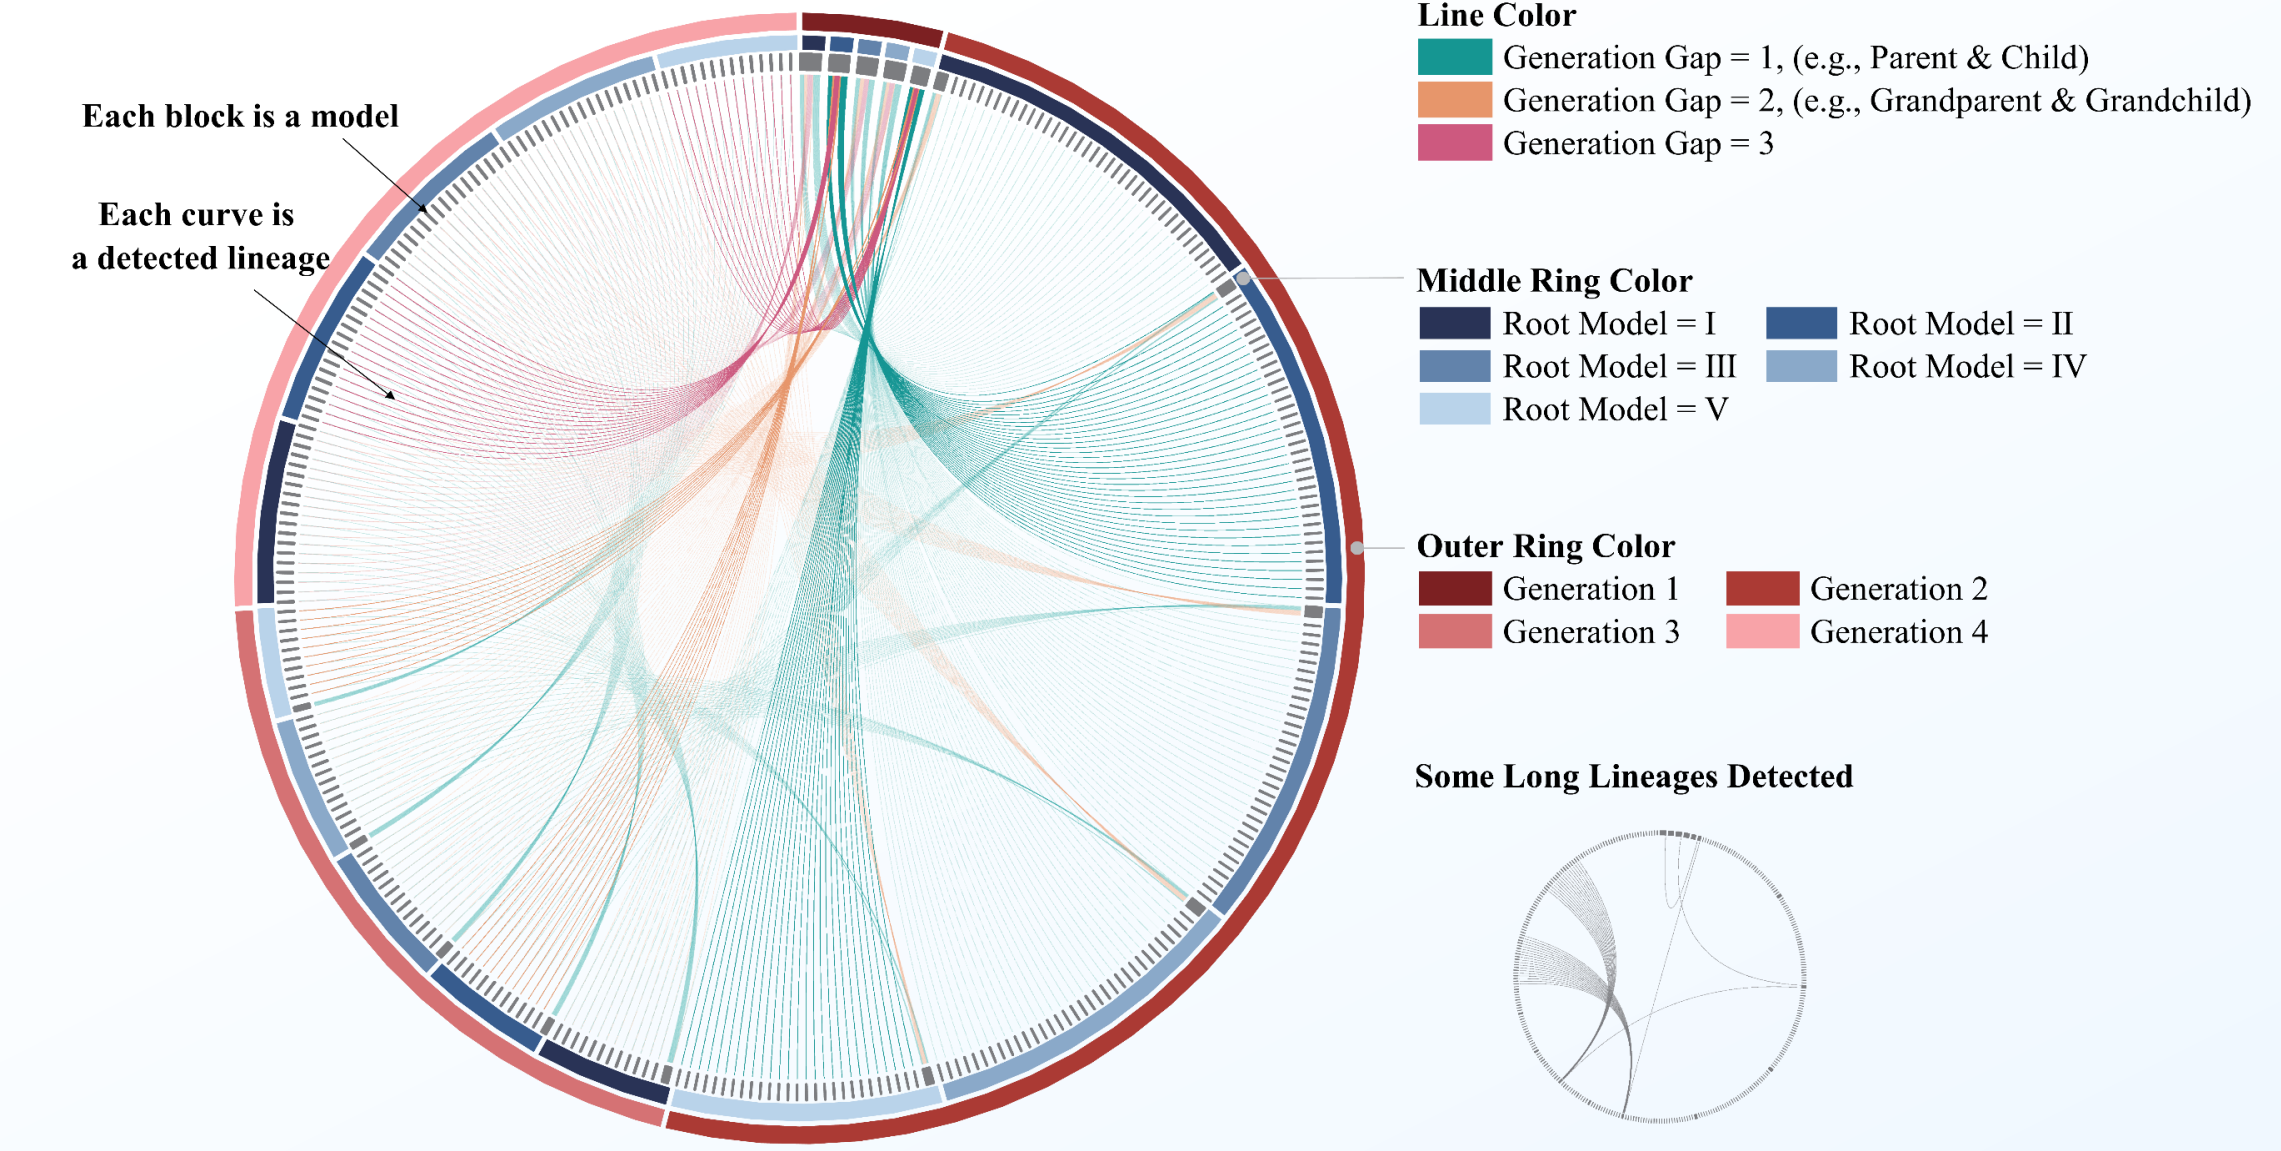 Each block is a model
Each curve is
a detected lineage
Line Color
Generation Gap = 1, (e.g., Parent & Child)
Generation Gap = 2, (e.g., Grandparent & Grandchild)
Generation Gap = 3
Middle Ring Color
Root Model = I
Root Model = II
Root Model = III
Root Model = IV
Root Model = V
Outer Ring Color
Generation 1
Generation 2
Generation 3
Generation 4
Some Long Lineages Detected